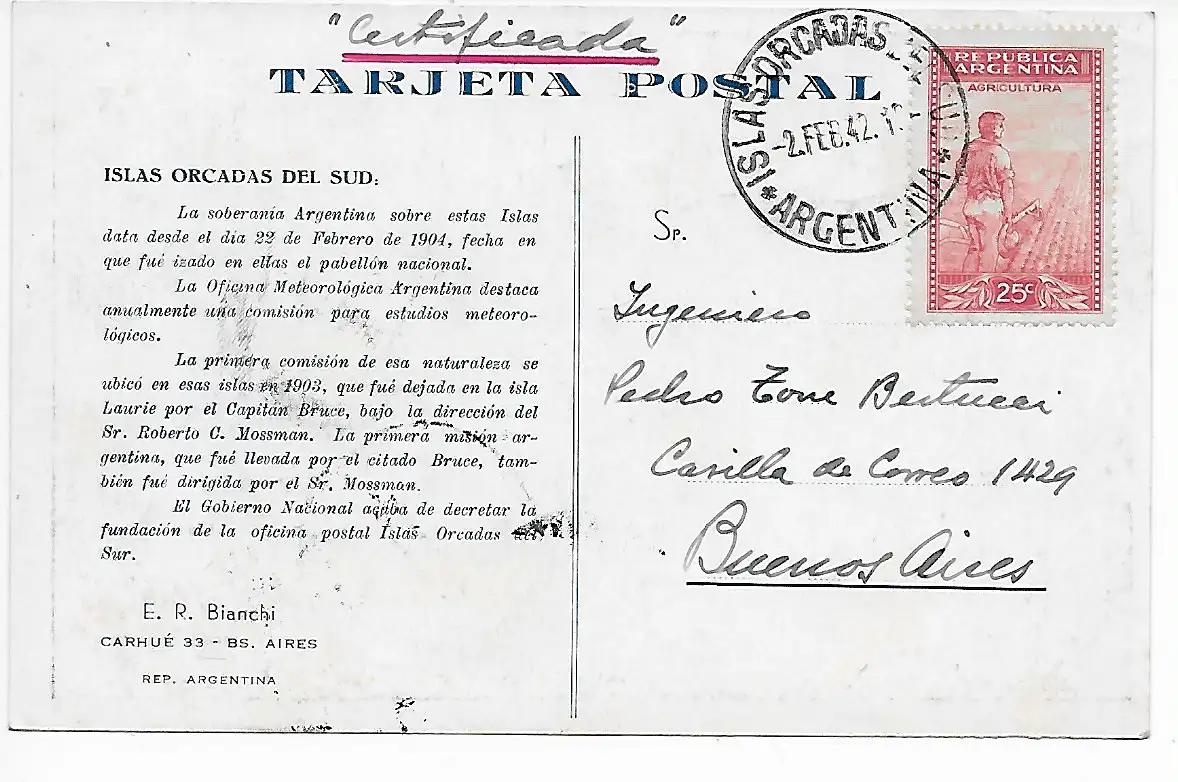 "Certificada"
TARJETA POSTAL
ISLAS ORCADAS DEL SUD:
La soberanía Argentina sobre estas Islas
data desde el día 22 de Febrero de 1904, fecha en
que fué izado en ellas el pabellón nacional.
La Oficina Meteorológica Argentina destaca
anualmente una comisión para estudios meteoro-
lógicos.
La primera comisión de esa naturaleza se
ubicó en esas islas en 1903, que fué dejada en la isla
Laurie por el Capitán Bruce, bajo la dirección del
Sr. Roberto C. Mossman. La primera misión ar-
gentina, que fué llevada por el citado Bruce, tam-
bién fué dirigida por el Sr. Mossman.
El Gobierno Nacional acaba de decretar la
fundación de la oficina postal Islas Orcadas del
Sur.
E. R. Bianchi
CARHUÉ 33 - BS. AIRES
REP. ARGENTINA
ISLAS ORCADAS DEL SUD
-2.FEB.42.
* ARGENTINA *
REPUBLICA
ARGENTINA
AGRICULTURA
25c
Sp.
Ingeniero
Pedro Torre Bertucci
Casilla de Correo 1429
Buenos Aires